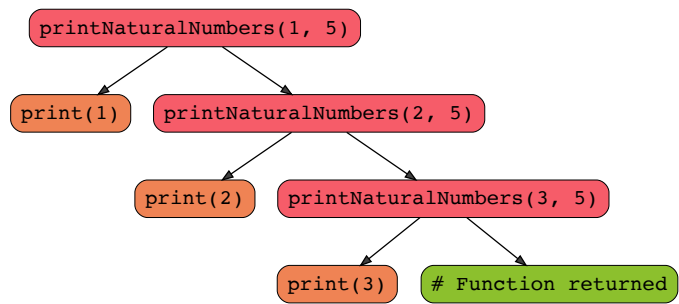 printNaturalNumbers(1, 5)
print(1)
printNaturalNumbers(2, 5)
print(2)
printNaturalNumbers(3, 5)
print(3)
# Function returned